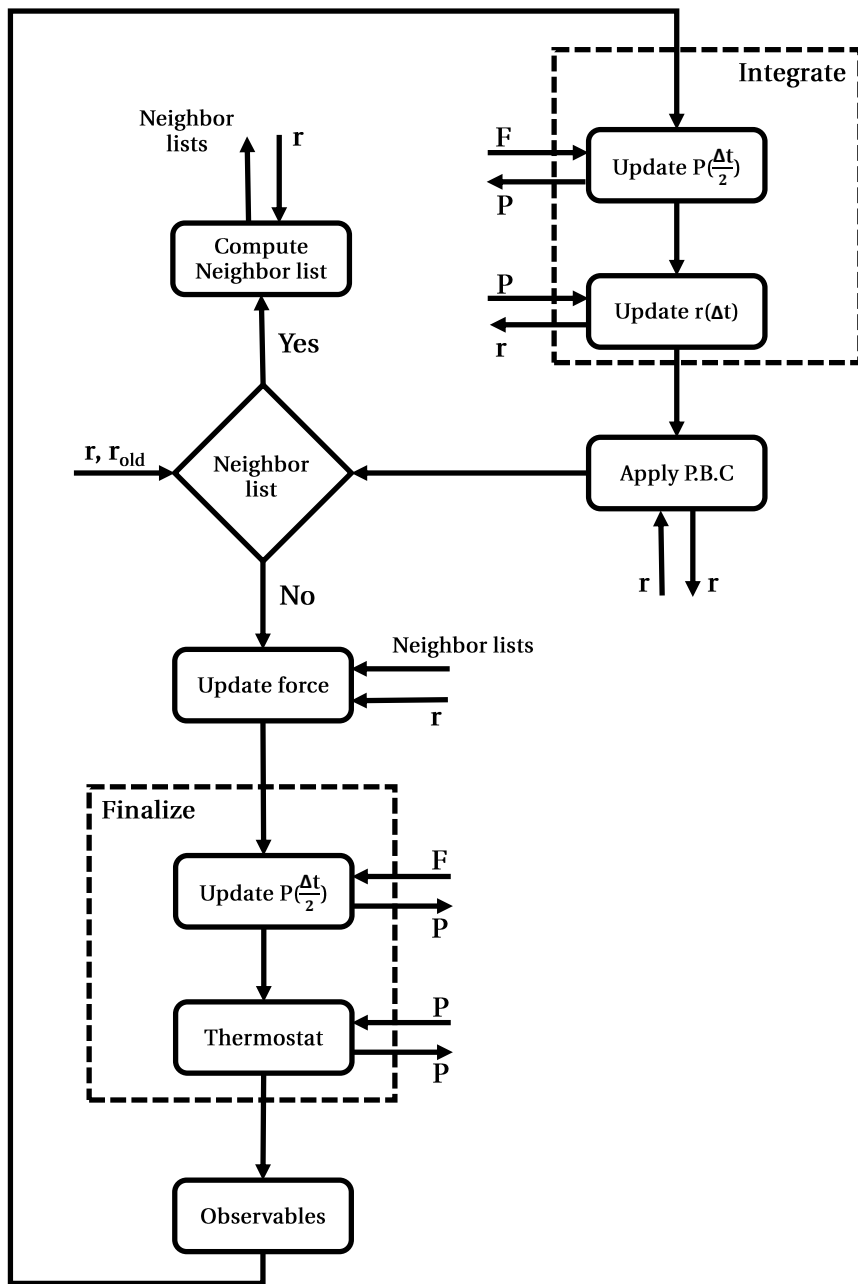 Integrate
F
Update P(Δt/2)
P
P
Update r(Δt)
r
Neighbor
lists
r
Compute
Neighbor list
Yes
r, r_old
Neighbor
list
Apply P.B.C
r
r
No
Neighbor lists
Update force
r
Finalize
F
Update P(Δt/2)
P
P
Thermostat
P
Observables